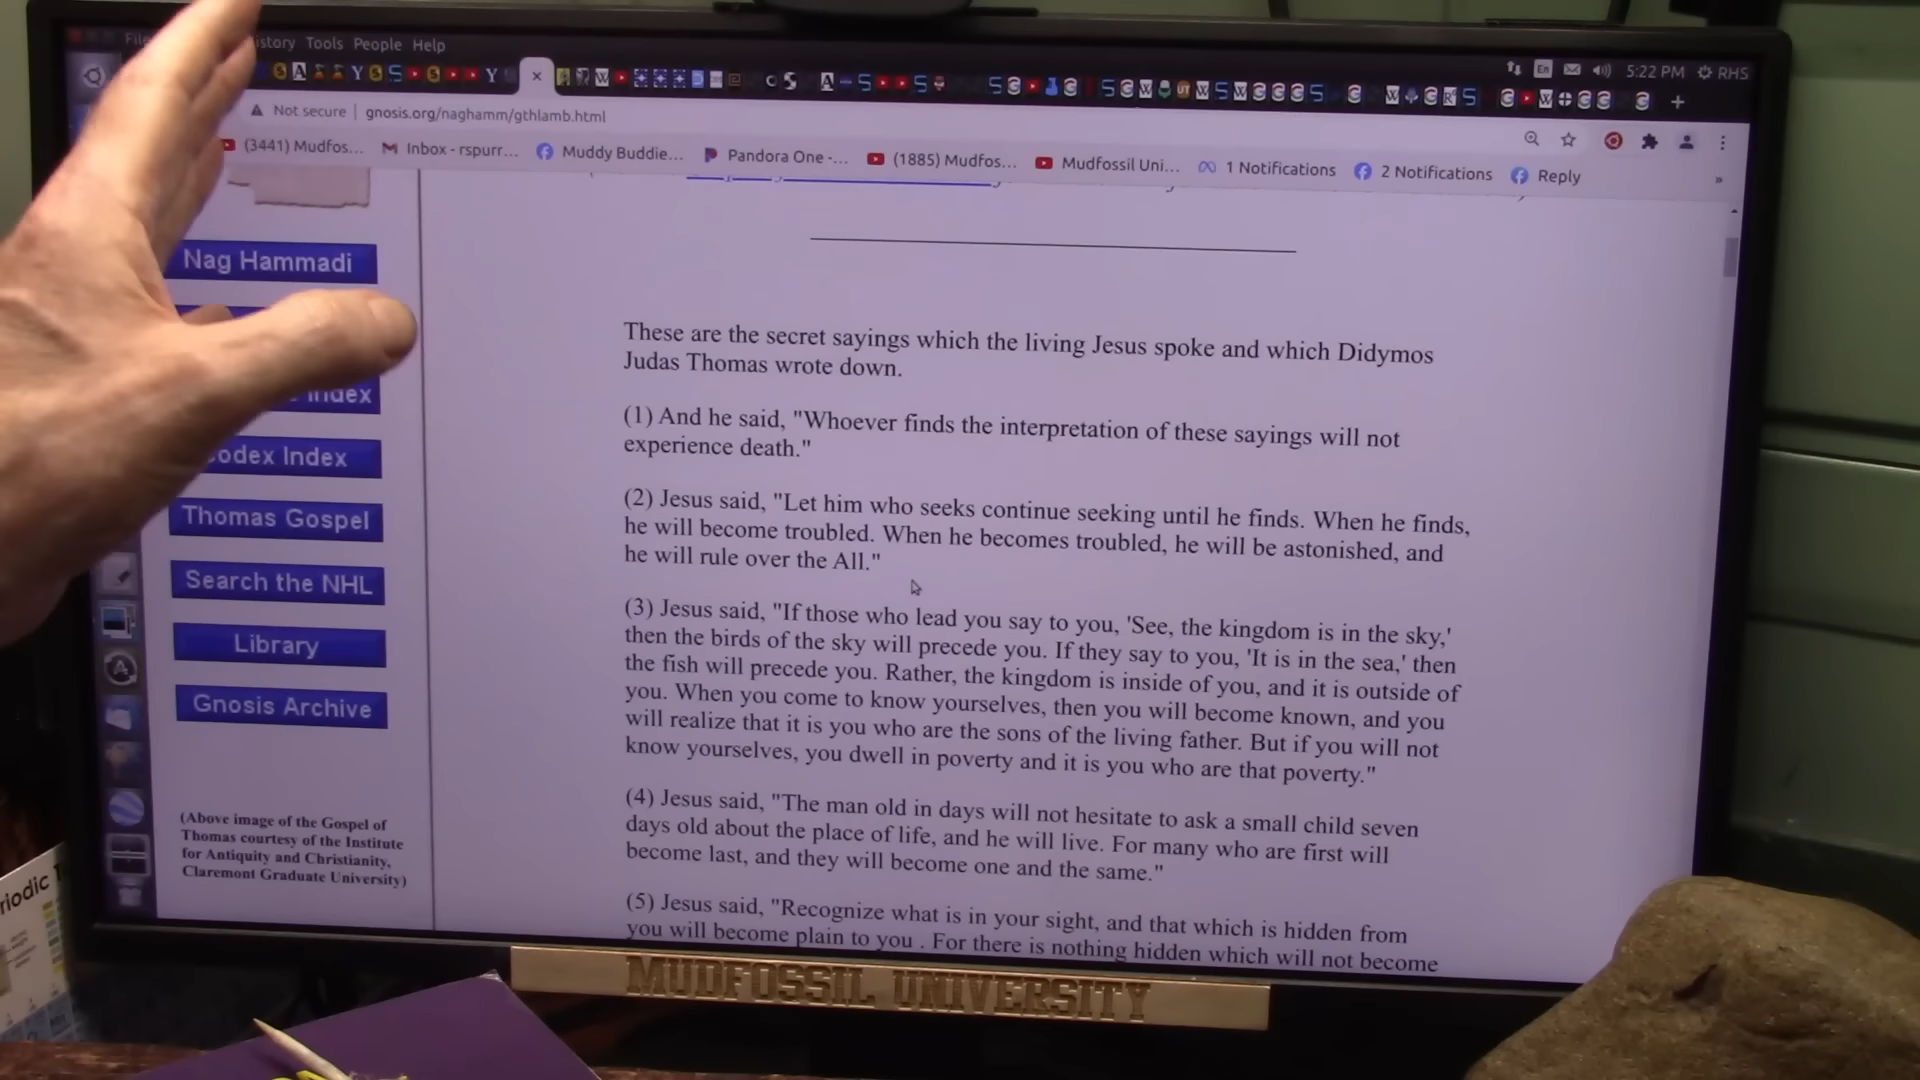 File History Tools People Help
En 5:22 PM RHS
Not secure | gnosis.org/naghamm/gthlamb.html
(3441) Mudfos... Inbox - rspurr... Muddy Buddie... Pandora One -... (1885) Mudfos... Mudfossil Uni... 1 Notifications 2 Notifications Reply »
Nag Hammadi
Index
Codex Index
Thomas Gospel
Search the NHL
Library
Gnosis Archive
(Above image of the Gospel of
Thomas courtesy of the Institute
for Antiquity and Christianity,
Claremont Graduate University)
These are the secret sayings which the living Jesus spoke and which Didymos
Judas Thomas wrote down.
(1) And he said, "Whoever finds the interpretation of these sayings will not
experience death."
(2) Jesus said, "Let him who seeks continue seeking until he finds. When he finds,
he will become troubled. When he becomes troubled, he will be astonished, and
he will rule over the All."
(3) Jesus said, "If those who lead you say to you, 'See, the kingdom is in the sky,'
then the birds of the sky will precede you. If they say to you, 'It is in the sea,' then
the fish will precede you. Rather, the kingdom is inside of you, and it is outside of
you. When you come to know yourselves, then you will become known, and you
will realize that it is you who are the sons of the living father. But if you will not
know yourselves, you dwell in poverty and it is you who are that poverty."
(4) Jesus said, "The man old in days will not hesitate to ask a small child seven
days old about the place of life, and he will live. For many who are first will
become last, and they will become one and the same."
(5) Jesus said, "Recognize what is in your sight, and that which is hidden from
you will become plain to you . For there is nothing hidden which will not become
MUDFOSSIL UNIVERSITY
riodic T